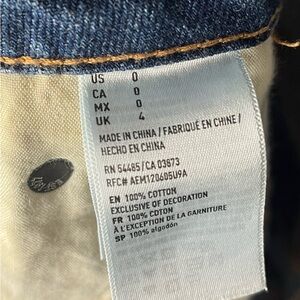 US 0
CA 0
MX 0
UK 4
MADE IN CHINA / FABRIQUÉ EN CHINE /
HECHO EN CHINA
RN 54485/CA 03673
RFC# AEM120605U9A
EN 100% COTTON
EXCLUSIVE OF DECORATION
FR 100% COTON
À L'EXCEPTION DE LA GARNITURE
SP 100% algodón